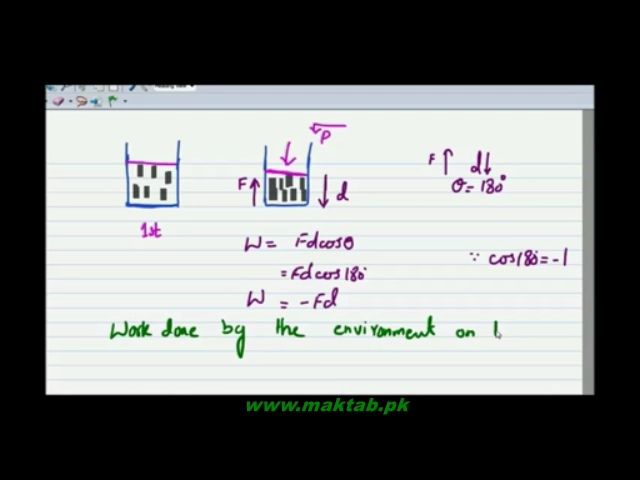 P
F
d
1st
F d
θ = 180°
W = Fdcosθ
= Fdcos180°
∵ cos180° = -1
W = -Fd
Work done by the environment on
www.maktab.pk